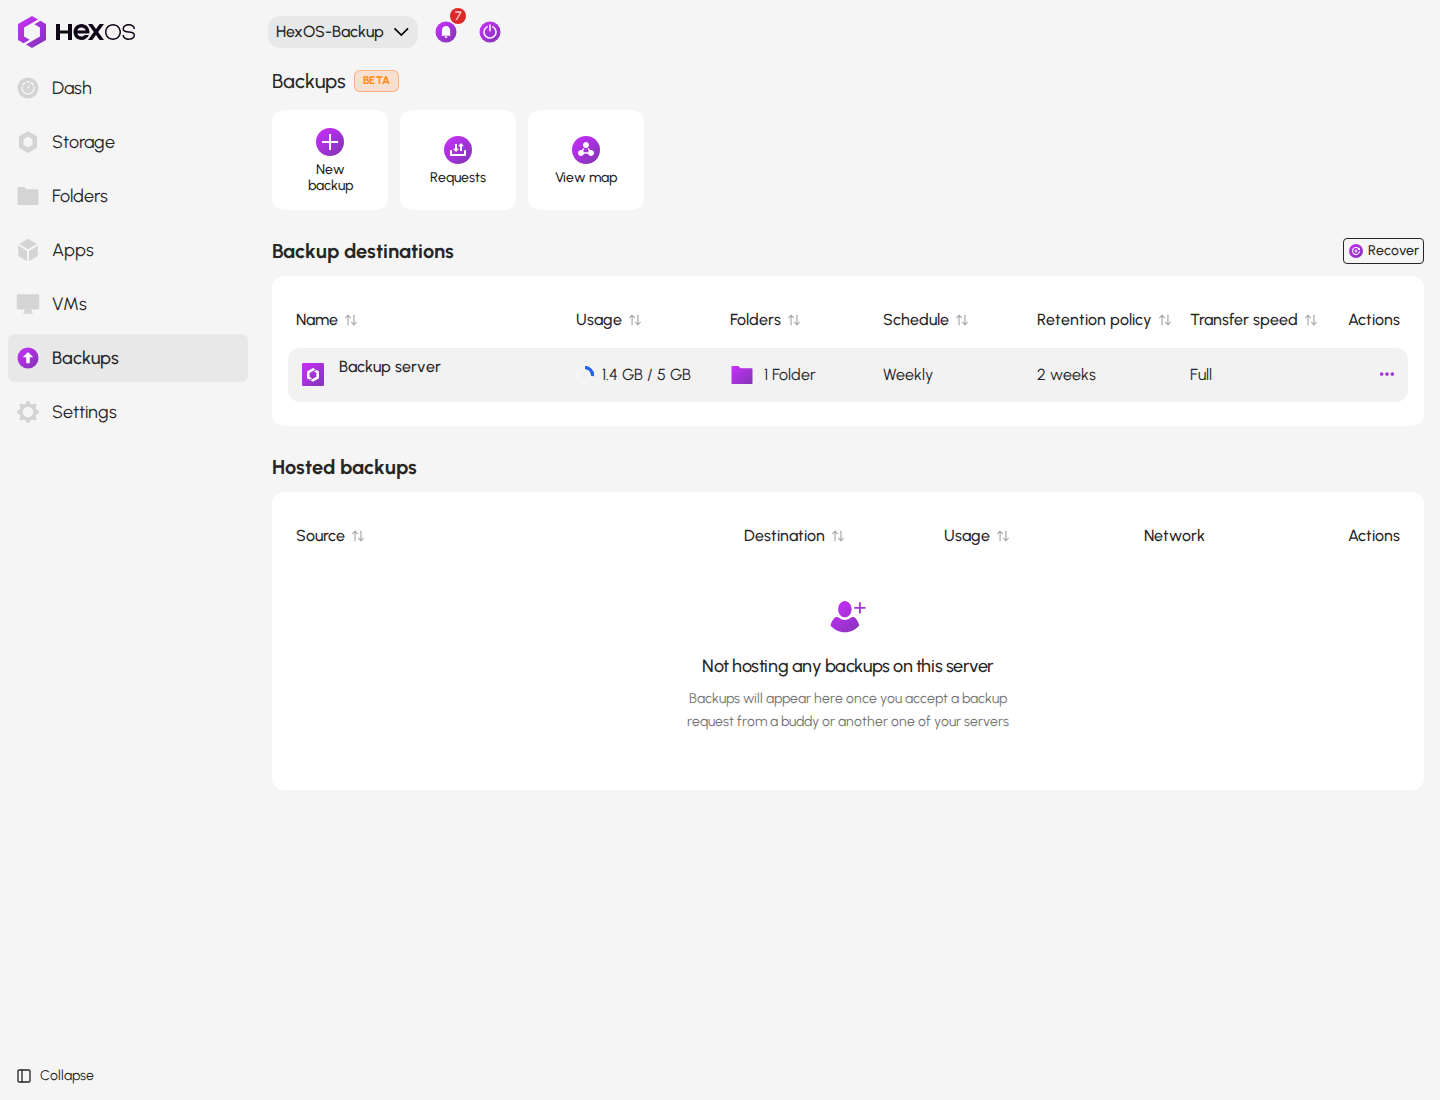 HexOS
HexOS-Backup
7
Dash
Storage
Folders
Apps
VMs
Backups
Settings
Collapse
Backups BETA
New
backup
Requests
View map
Backup destinations
Recover
Name Usage Folders Schedule Retention policy Transfer speed Actions
Backup server 1.4 GB / 5 GB 1 Folder Weekly 2 weeks Full
Hosted backups
Source Destination Usage Network Actions
Not hosting any backups on this server
Backups will appear here once you accept a backup
request from a buddy or another one of your servers